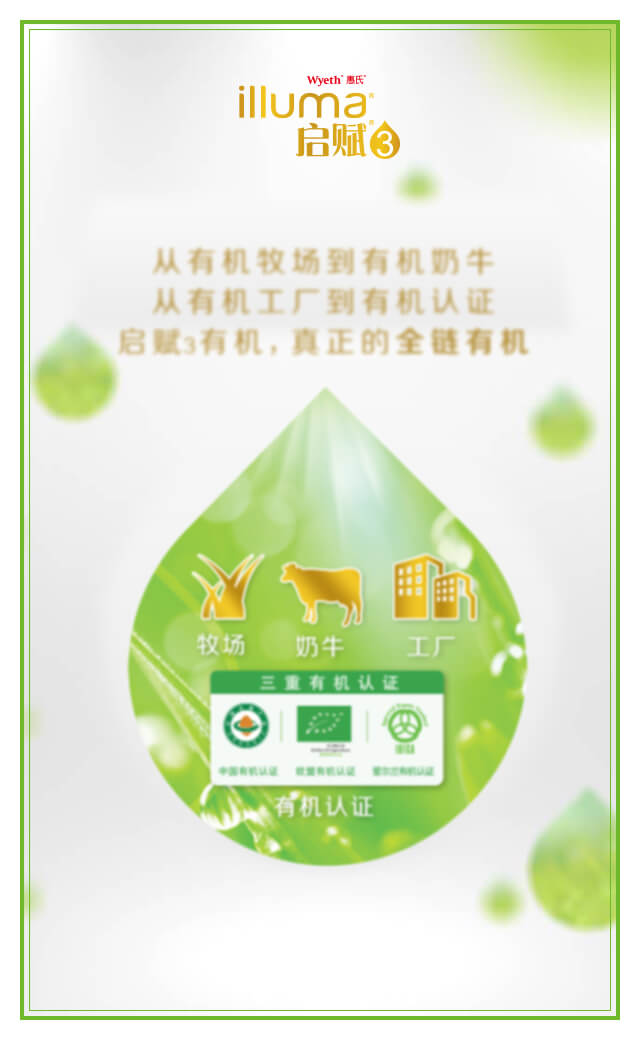 Wyeth 惠氏
illuma
启赋3
从有机牧场到有机奶牛
从有机工厂到有机认证
启赋3有机，真正的全链有机
牧场 奶牛 工厂
三重有机认证
中国有机认证 欧盟有机认证 爱尔兰有机认证
有机认证